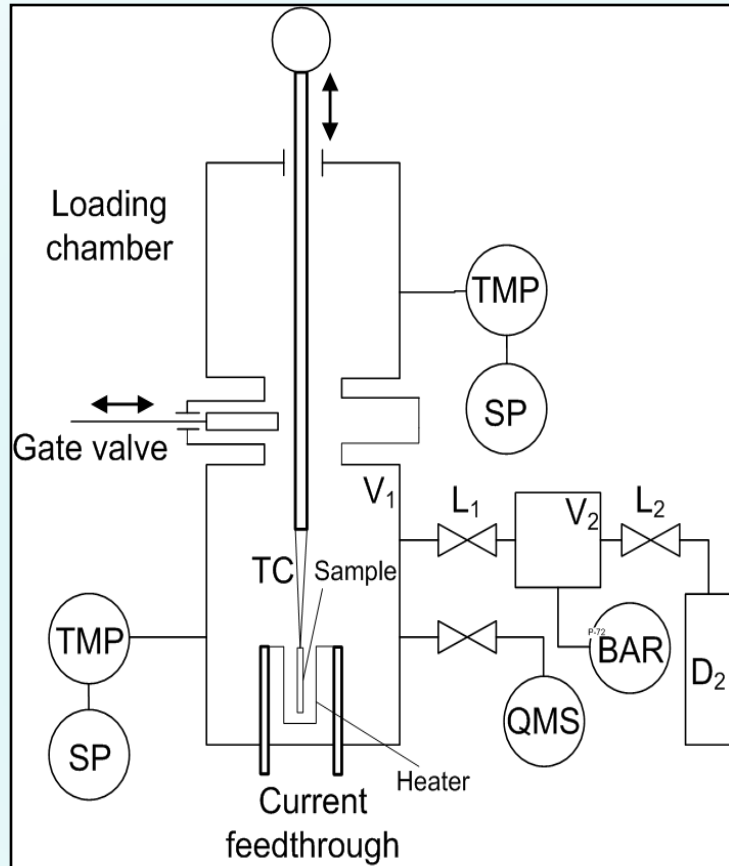 Loading
chamber
TMP
SP
Gate valve
V₁
L₁
V₂
L₂
TC
Sample
TMP
P-72
BAR
D₂
QMS
SP
Heater
Current
feedthrough